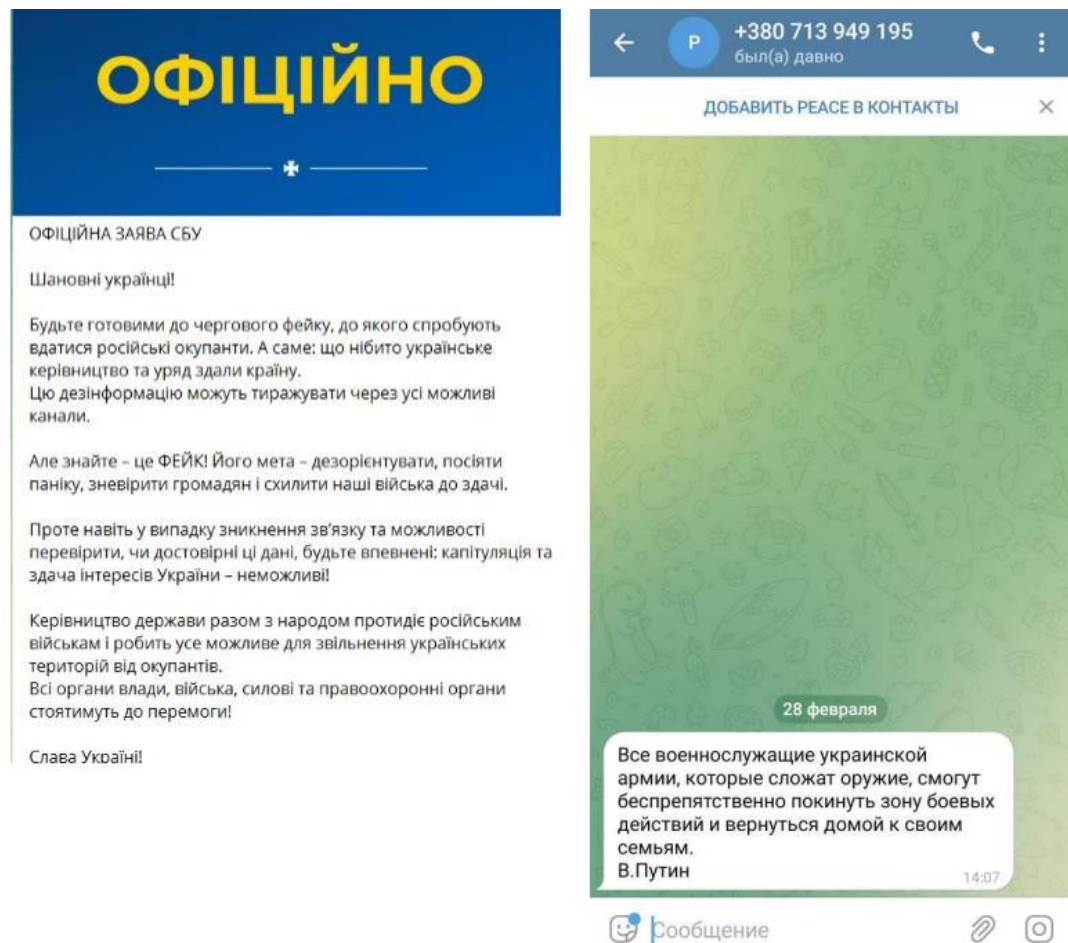 ОФІЦІЙНО
ОФІЦІЙНА ЗАЯВА СБУ
Шановні українці!
Будьте готовими до чергового фейку, до якого спробують
вдатися російські окупанти. А саме: що нібито українське
керівництво та уряд здали країну.
Цю дезінформацію можуть тиражувати через усі можливі
канали.
Але знайте – це ФЕЙК! Його мета – дезорієнтувати, посіяти
паніку, зневірити громадян і схилити наші війська до здачі.
Проте навіть у випадку зникнення зв’язку та можливості
перевірити, чи достовірні ці дані, будьте впевнені: капітуляція та
здача інтересів України – неможливі!
Керівництво держави разом з народом протидіє російським
військам і робить усе можливе для звільнення українських
територій від окупантів.
Всі органи влади, війська, силові та правоохоронні органи
стоятимуть до перемоги!
Слава Україні!
P
+380 713 949 195
был(а) давно
ДОБАВИТЬ PEACE В КОНТАКТЫ
28 февраля
Все военнослужащие украинской
армии, которые сложат оружие, смогут
беспрепятственно покинуть зону боевых
действий и вернуться домой к своим
семьям.
В.Путин
14:07
Сообщение